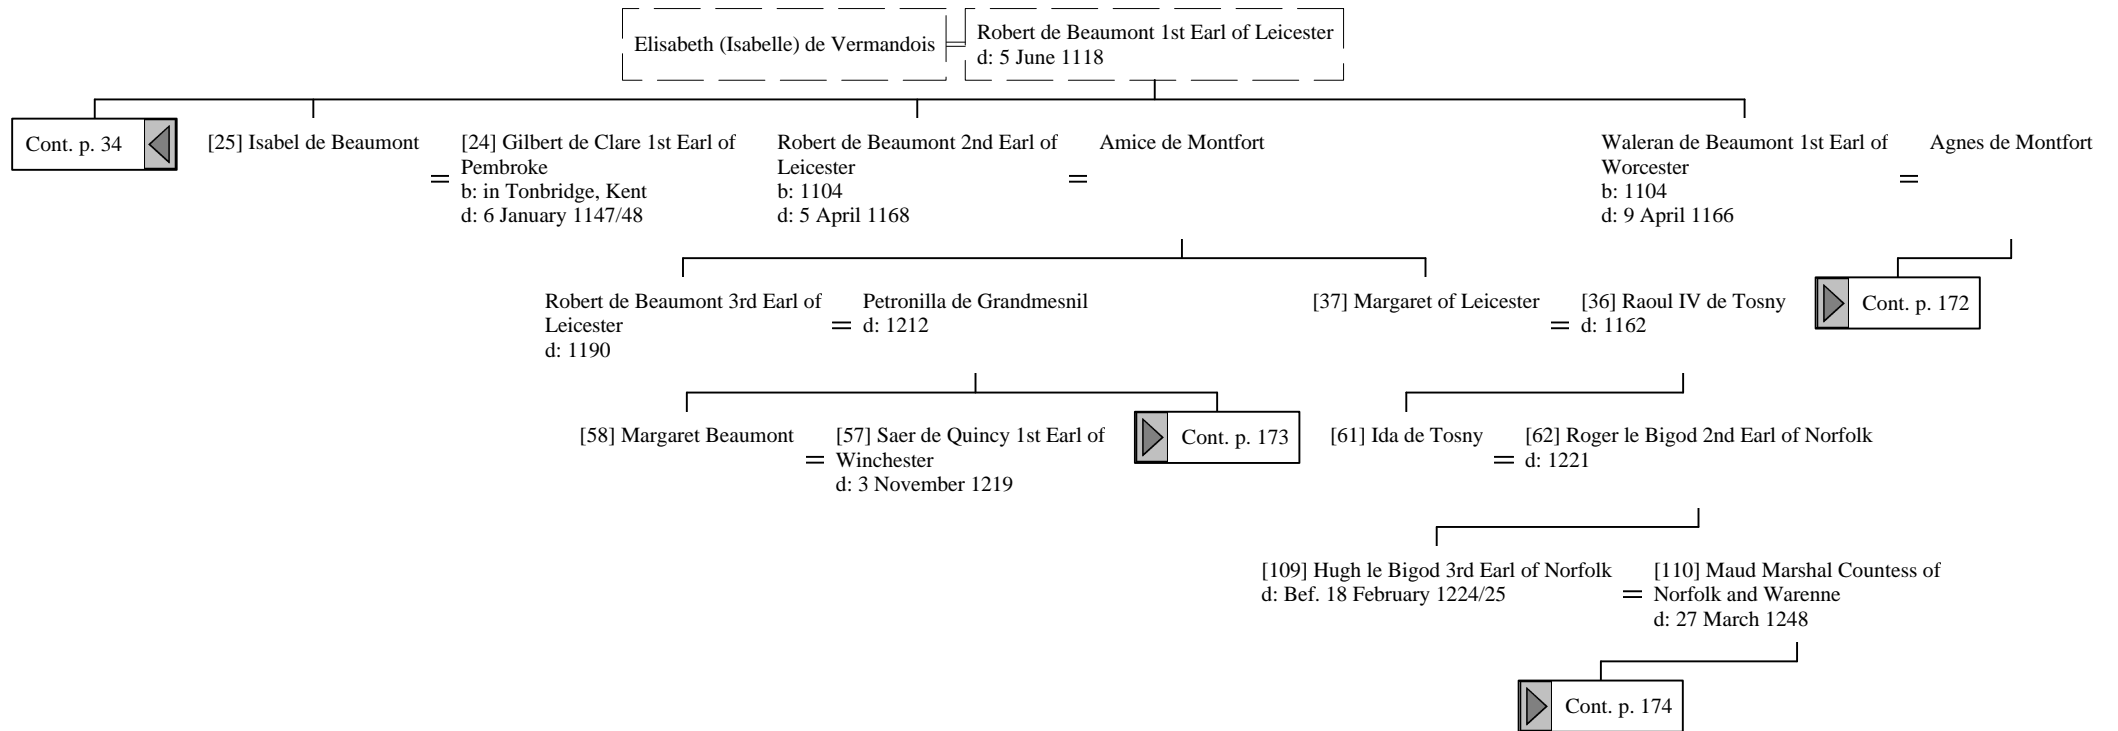 Elisabeth (Isabelle) de Vermandois
Robert de Beaumont 1st Earl of Leicester
d: 5 June 1118
Cont. p. 34
[25] Isabel de Beaumont
=
[24] Gilbert de Clare 1st Earl of
Pembroke
b: in Tonbridge, Kent
d: 6 January 1147/48
Robert de Beaumont 2nd Earl of
Leicester
b: 1104
d: 5 April 1168
=
Amice de Montfort
Waleran de Beaumont 1st Earl of
Worcester
b: 1104
d: 9 April 1166
=
Agnes de Montfort
Robert de Beaumont 3rd Earl of
Leicester
d: 1190
=
Petronilla de Grandmesnil
d: 1212
[37] Margaret of Leicester
=
[36] Raoul IV de Tosny
d: 1162
Cont. p. 172
[58] Margaret Beaumont
=
[57] Saer de Quincy 1st Earl of
Winchester
d: 3 November 1219
Cont. p. 173
[61] Ida de Tosny
=
[62] Roger le Bigod 2nd Earl of Norfolk
d: 1221
[109] Hugh le Bigod 3rd Earl of Norfolk
d: Bef. 18 February 1224/25
=
[110] Maud Marshal Countess of
Norfolk and Warenne
d: 27 March 1248
Cont. p. 174